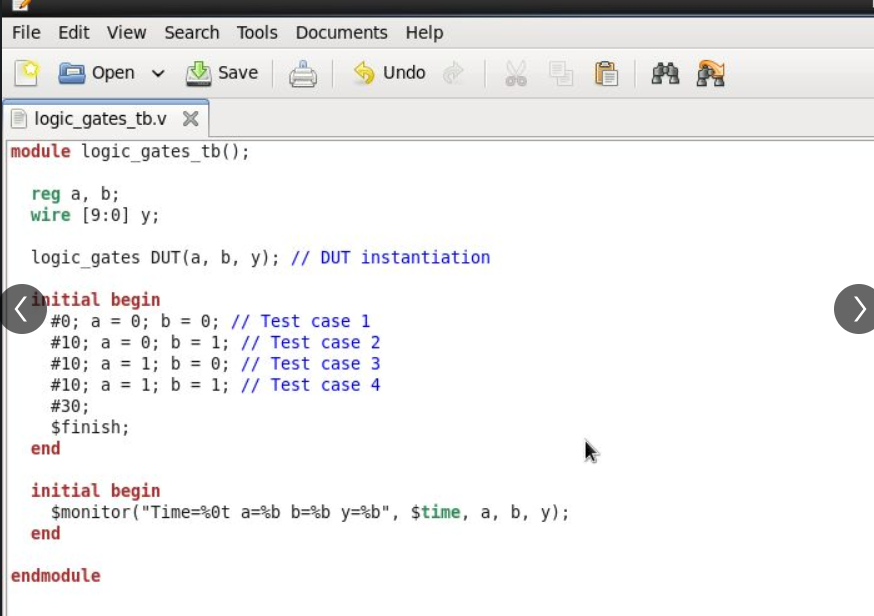 File Edit View Search Tools Documents Help
Open Save Undo
logic_gates_tb.v
module logic_gates_tb();
reg a, b;
wire [9:0] y;
logic_gates DUT(a, b, y); // DUT instantiation
initial begin
#0; a = 0; b = 0; // Test case 1
#10; a = 0; b = 1; // Test case 2
#10; a = 1; b = 0; // Test case 3
#10; a = 1; b = 1; // Test case 4
#30;
$finish;
end
initial begin
$monitor("Time=%0t a=%b b=%b y=%b", $time, a, b, y);
end
endmodule